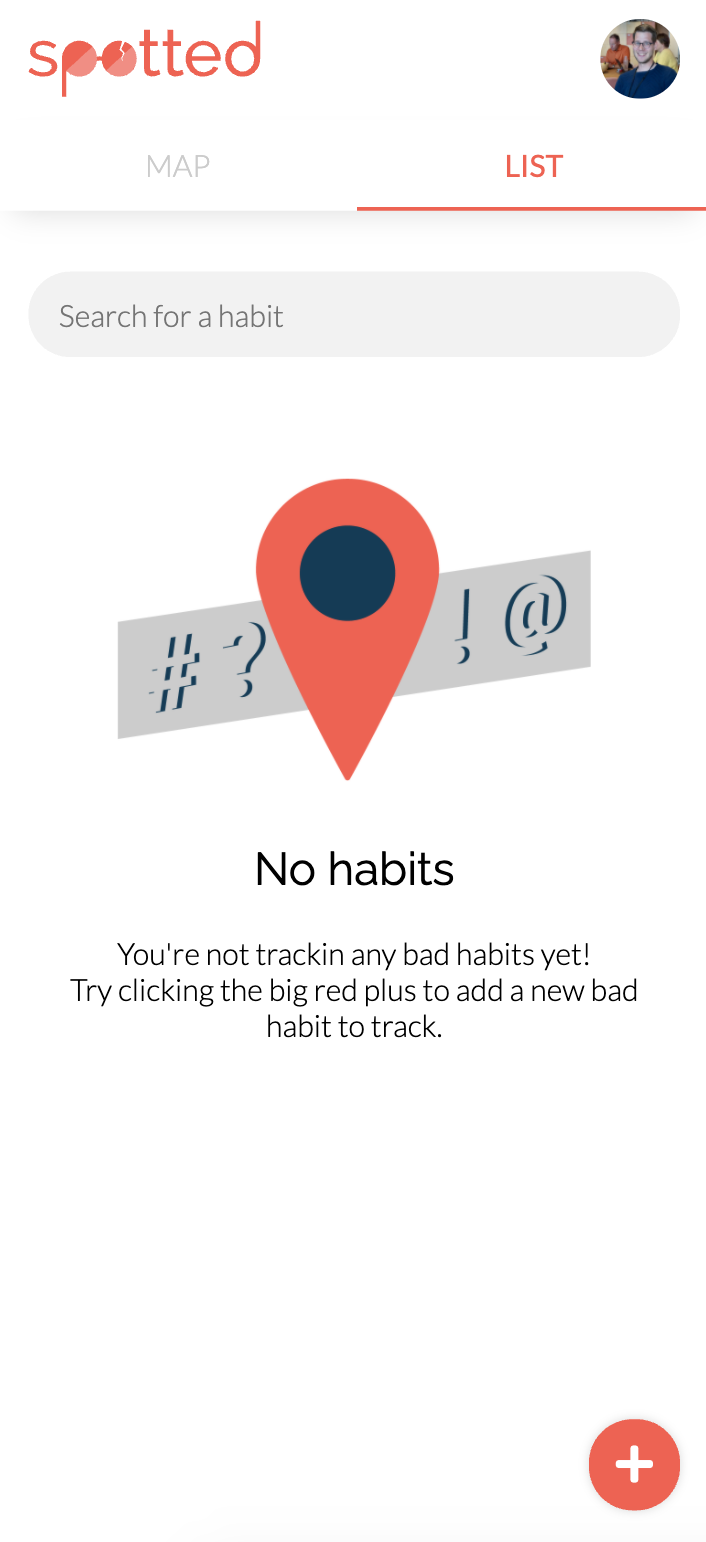 spotted
MAP
LIST
Search for a habit
#?!@
No habits
You're not trackin any bad habits yet!
Try clicking the big red plus to add a new bad
habit to track.